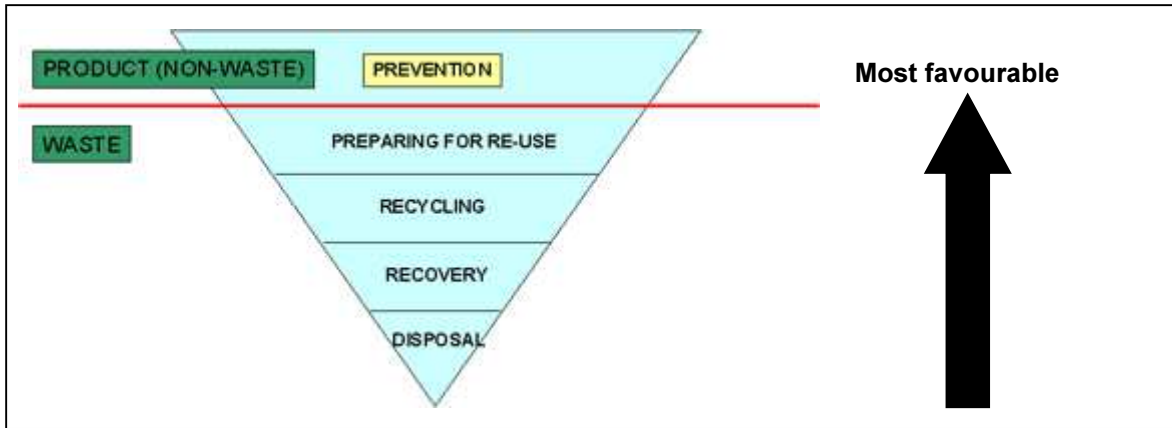 PRODUCT (NON-WASTE)
PREVENTION
Most favourable
WASTE
PREPARING FOR RE-USE
RECYCLING
RECOVERY
DISPOSAL